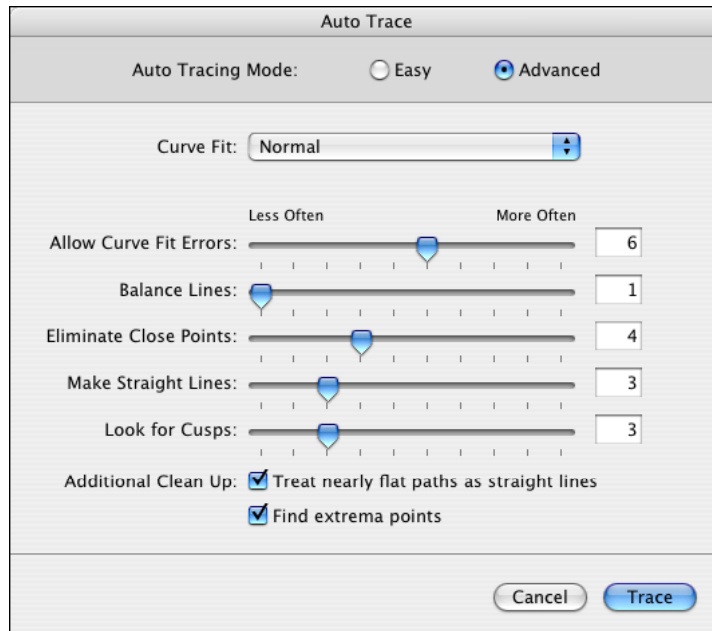 Auto Trace
Auto Tracing Mode: Easy Advanced
Curve Fit: Normal
Less Often More Often
Allow Curve Fit Errors: 6
Balance Lines: 1
Eliminate Close Points: 4
Make Straight Lines: 3
Look for Cusps: 3
Additional Clean Up: Treat nearly flat paths as straight lines
Find extrema points
Cancel Trace